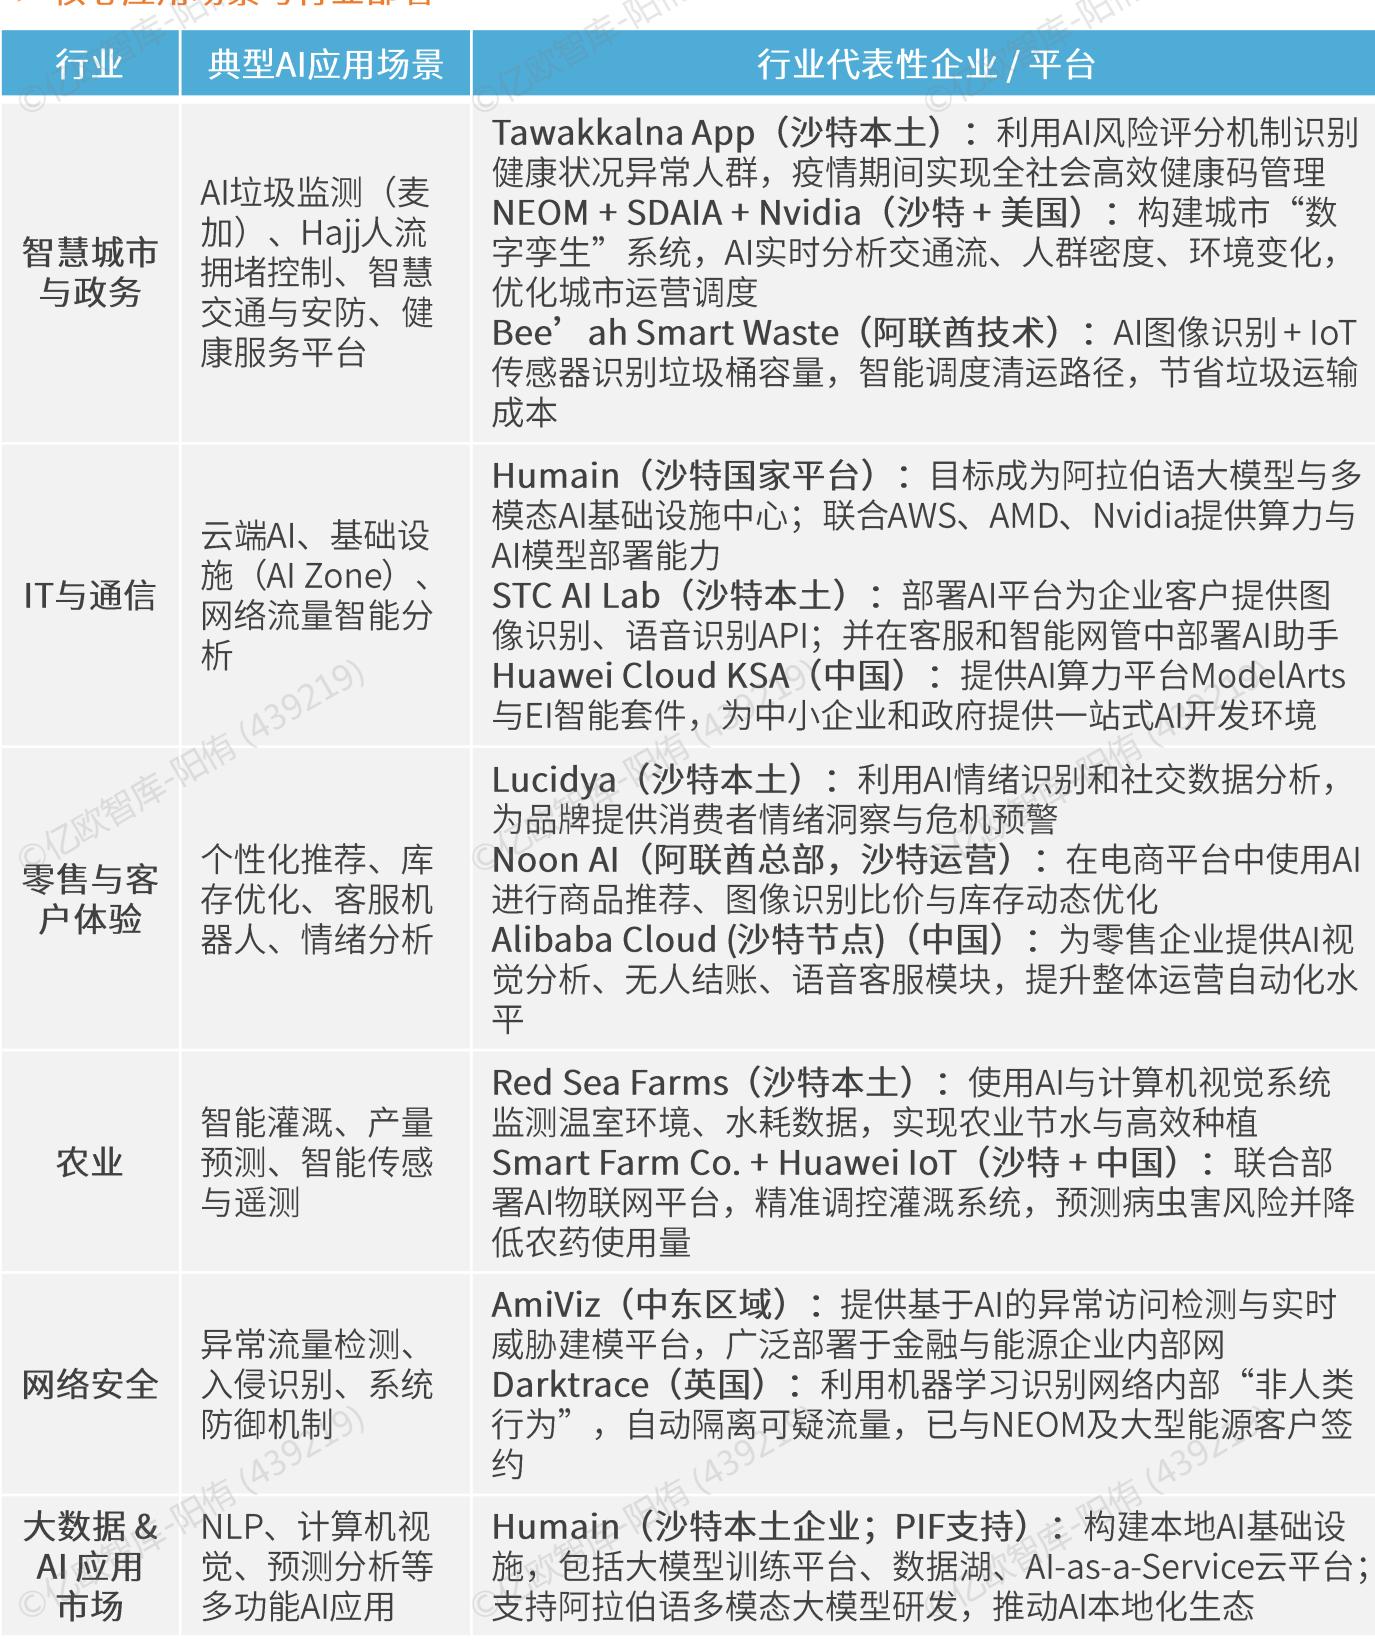 行业
典型AI应用场景
行业代表性企业 / 平台
智慧城市
与政务
AI垃圾监测（麦
加）、Hajj人流
拥堵控制、智慧
交通与安防、健
康服务平台
Tawakkalna App（沙特本土）：利用AI风险评分机制识别
健康状况异常人群，疫情期间实现全社会高效健康码管理
NEOM + SDAIA + Nvidia（沙特 + 美国）：构建城市“数
字孪生”系统，AI实时分析交通流、人群密度、环境变化，
优化城市运营调度
Bee’ah Smart Waste（阿联酋技术）：AI图像识别 + IoT
传感器识别垃圾桶容量，智能调度清运路径，节省垃圾运输
成本
IT与通信
云端AI、基础设
施（AI Zone）、
网络流量智能分
析
Humain（沙特国家平台）：目标成为阿拉伯语大模型与多
模态AI基础设施中心；联合AWS、AMD、Nvidia提供算力与
AI模型部署能力
STC AI Lab（沙特本土）：部署AI平台为企业客户提供图
像识别、语音识别API；并在客服和智能网管中部署AI助手
Huawei Cloud KSA（中国）：提供AI算力平台ModelArts
与EI智能套件，为中小企业和政府提供一站式AI开发环境
零售与客
户体验
个性化推荐、库
存优化、客服机
器人、情绪分析
Lucidya（沙特本土）：利用AI情绪识别和社交数据分析，
为品牌提供消费者情绪洞察与危机预警
Noon AI（阿联酋总部，沙特运营）：在电商平台中使用AI
进行商品推荐、图像识别比价与库存动态优化
Alibaba Cloud (沙特节点)（中国）：为零售企业提供AI视
觉分析、无人结账、语音客服模块，提升整体运营自动化水
平
农业
智能灌溉、产量
预测、智能传感
与遥测
Red Sea Farms（沙特本土）：使用AI与计算机视觉系统
监测温室环境、水耗数据，实现农业节水与高效种植
Smart Farm Co. + Huawei IoT（沙特 + 中国）：联合部
署AI物联网平台，精准调控灌溉系统，预测病虫害风险并降
低农药使用量
网络安全
异常流量检测、
入侵识别、系统
防御机制
AmiViz（中东区域）：提供基于AI的异常访问检测与实时
威胁建模平台，广泛部署于金融与能源企业内部网
Darktrace（英国）：利用机器学习识别网络内部“非人类
行为”，自动隔离可疑流量，已与NEOM及大型能源客户签
约
大数据 &
AI 应用
市场
NLP、计算机视
觉、预测分析等
多功能AI应用
Humain（沙特本土企业；PIF支持）：构建本地AI基础设
施，包括大模型训练平台、数据湖、AI-as-a-Service云平台；
支持阿拉伯语多模态大模型研发，推动AI本地化生态
©亿欧智库-阳侑 (439219)
©亿欧智库-阳侑 (439219)
©亿欧智库-阳侑 (439219)
©亿欧智库-阳侑 (439219)
©亿欧智库-阳侑 (439219)
©亿欧智库-阳侑 (439219)